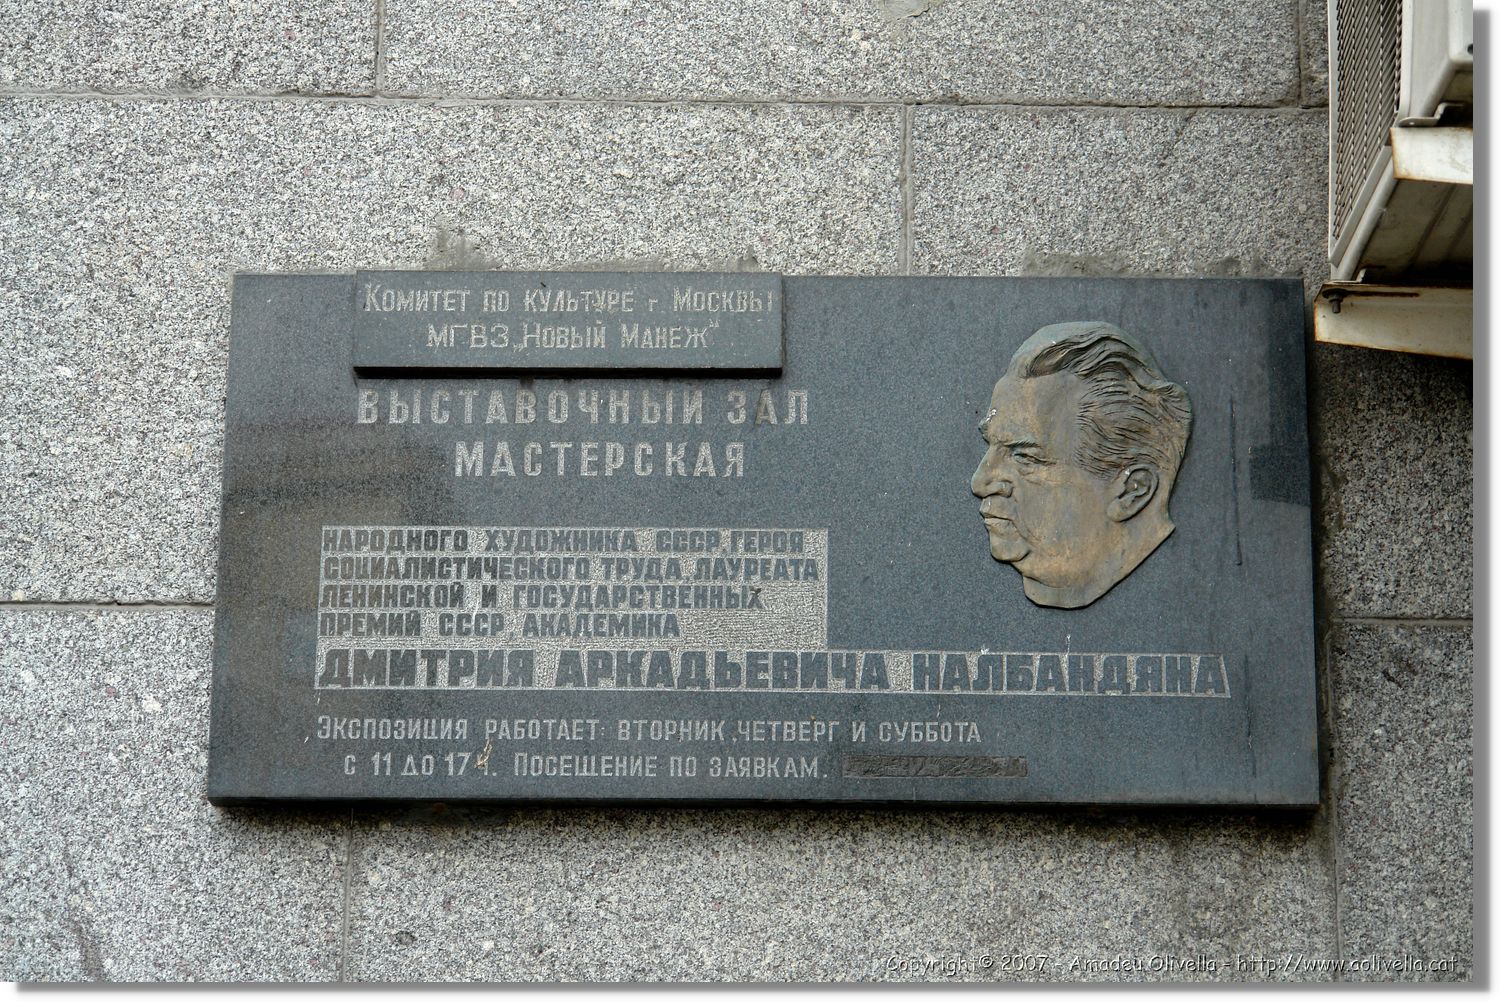 Комитет по культуре г. Москвы
МГВЗ „Новый Манеж"
ВЫСТАВОЧНЫЙ ЗАЛ
МАСТЕРСКАЯ
НАРОДНОГО ХУДОЖНИКА СССР, ГЕРОЯ
СОЦИАЛИСТИЧЕСКОГО ТРУДА, ЛАУРЕАТА
ЛЕНИНСКОЙ И ГОСУДАРСТВЕННЫХ
ПРЕМИЙ СССР, АКАДЕМИКА
ДМИТРИЯ АРКАДЬЕВИЧА НАЛБАНДЯНА
Экспозиция работает: вторник, четверг и суббота
с 11 до 17 ч. Посещение по заявкам.
Copyright © 2007 - Amadeu Olivella - http://www.aolivella.cat